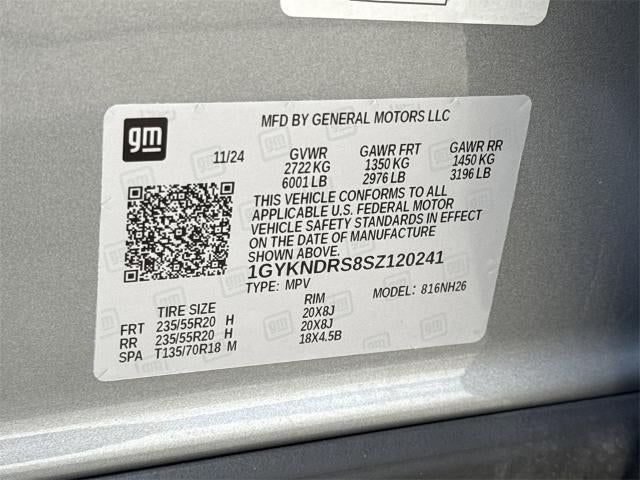 gm
MFD BY GENERAL MOTORS LLC
11/24 GVWR GAWR FRT GAWR RR
2722 KG 1350 KG 1450 KG
6001 LB 2976 LB 3196 LB
THIS VEHICLE CONFORMS TO ALL
APPLICABLE U.S. FEDERAL MOTOR
VEHICLE SAFETY STANDARDS IN EFFECT
ON THE DATE OF MANUFACTURE
SHOWN ABOVE.
1GYKNDRS8SZ120241
TYPE: MPV MODEL: 816NH26
TIRE SIZE RIM
FRT 235/55R20 H 20X8J
RR 235/55R20 H 20X8J
SPA T135/70R18 M 18X4.5B